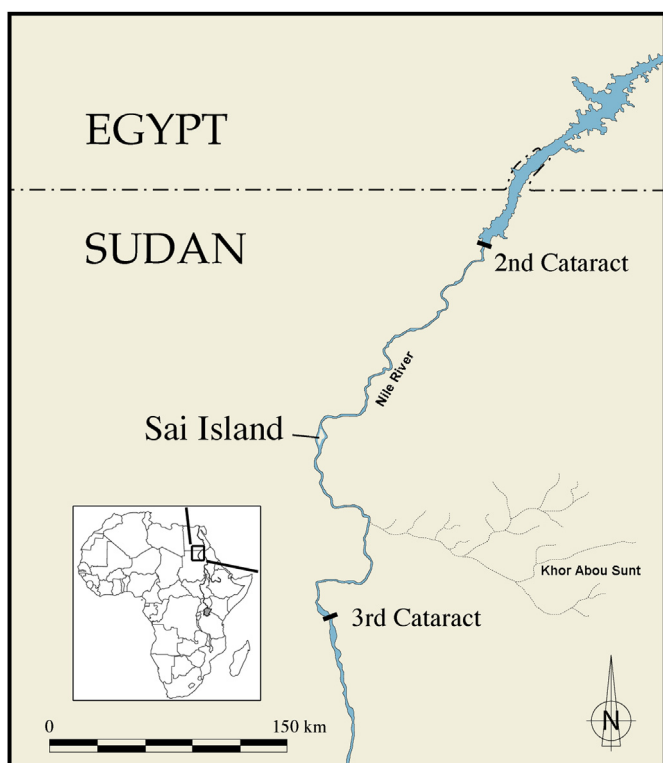 EGYPT
SUDAN
2nd Cataract
Nile River
Sai Island
Khor Abou Sunt
3rd Cataract
0 150 km
N